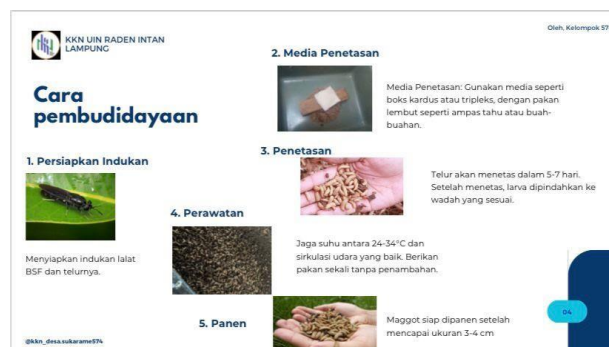 KKN UIN RADEN INTAN
LAMPUNG
Oleh, Kelompok 574
Cara
pembudidayaan
1. Persiapkan Indukan
Menyiapkan indukan lalat
BSF dan telurnya.
2. Media Penetasan
Media Penetasan: Gunakan media seperti
boks kardus atau tripleks, dengan pakan
lembut seperti ampas tahu atau buah-
buahan.
3. Penetasan
Telur akan menetas dalam 5-7 hari.
Setelah menetas, larva dipindahkan ke
wadah yang sesuai.
4. Perawatan
Jaga suhu antara 24-34°C dan
sirkulasi udara yang baik. Berikan
pakan sekali tanpa penambahan.
5. Panen
Maggot siap dipanen setelah
mencapai ukuran 3-4 cm
04
@kkn_desa.sukarame574